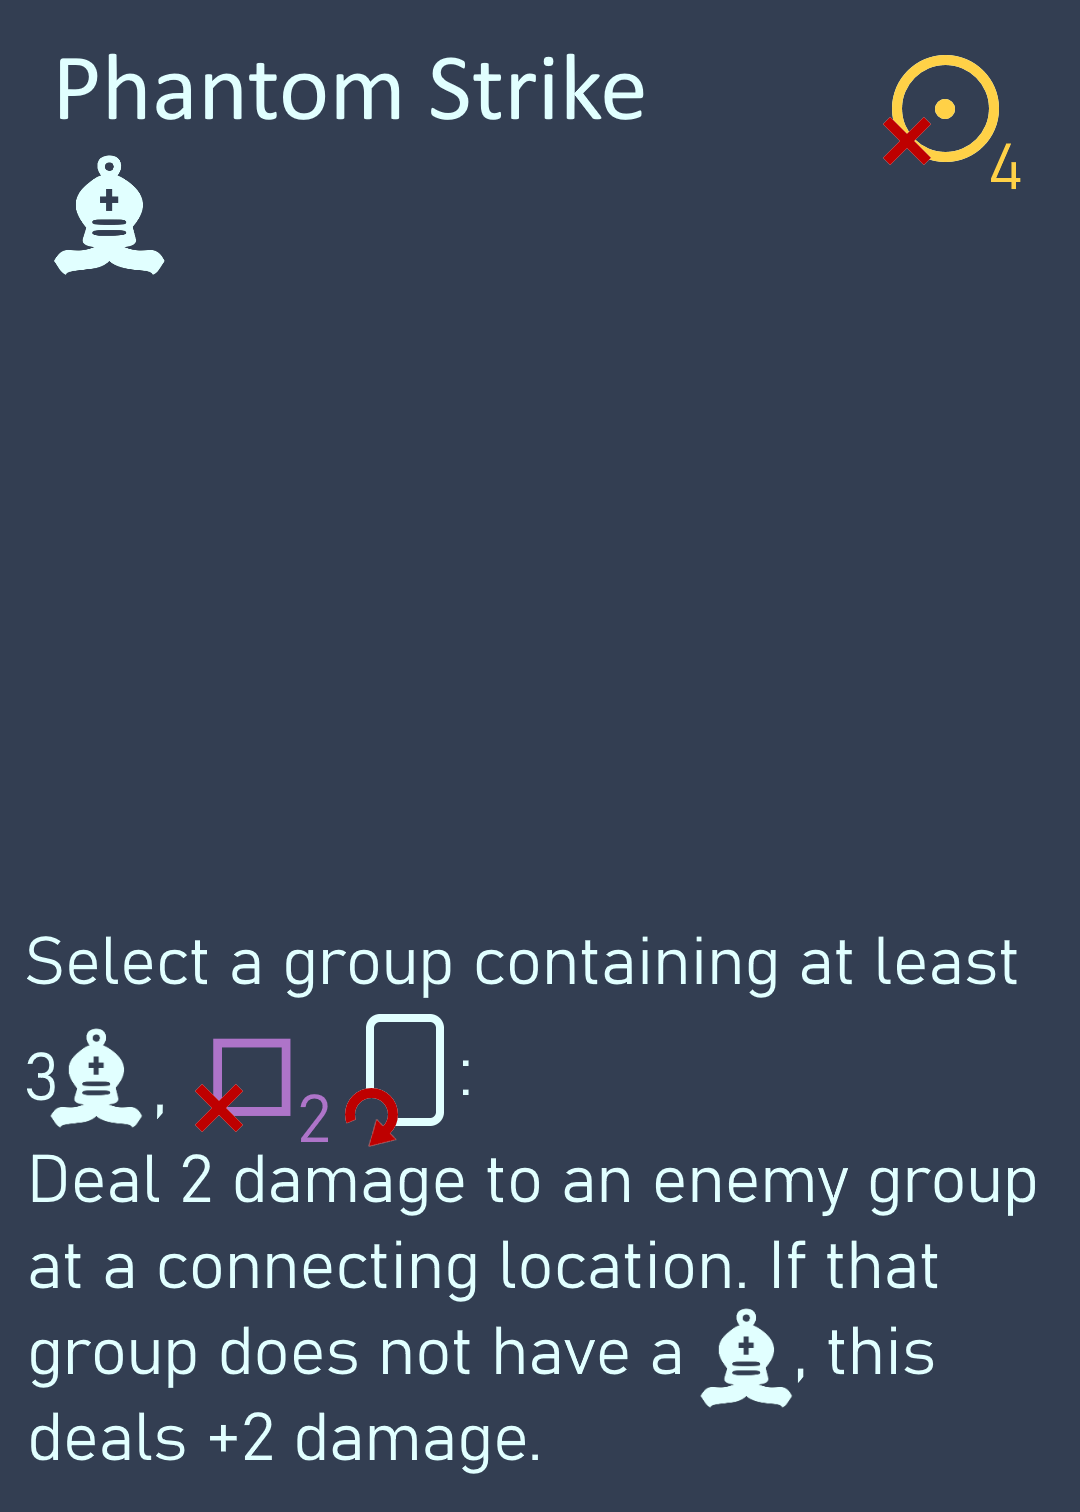 Phantom Strike
4
Select a group containing at least
3, 2 :
Deal 2 damage to an enemy group
at a connecting location. If that
group does not have a , this
deals +2 damage.